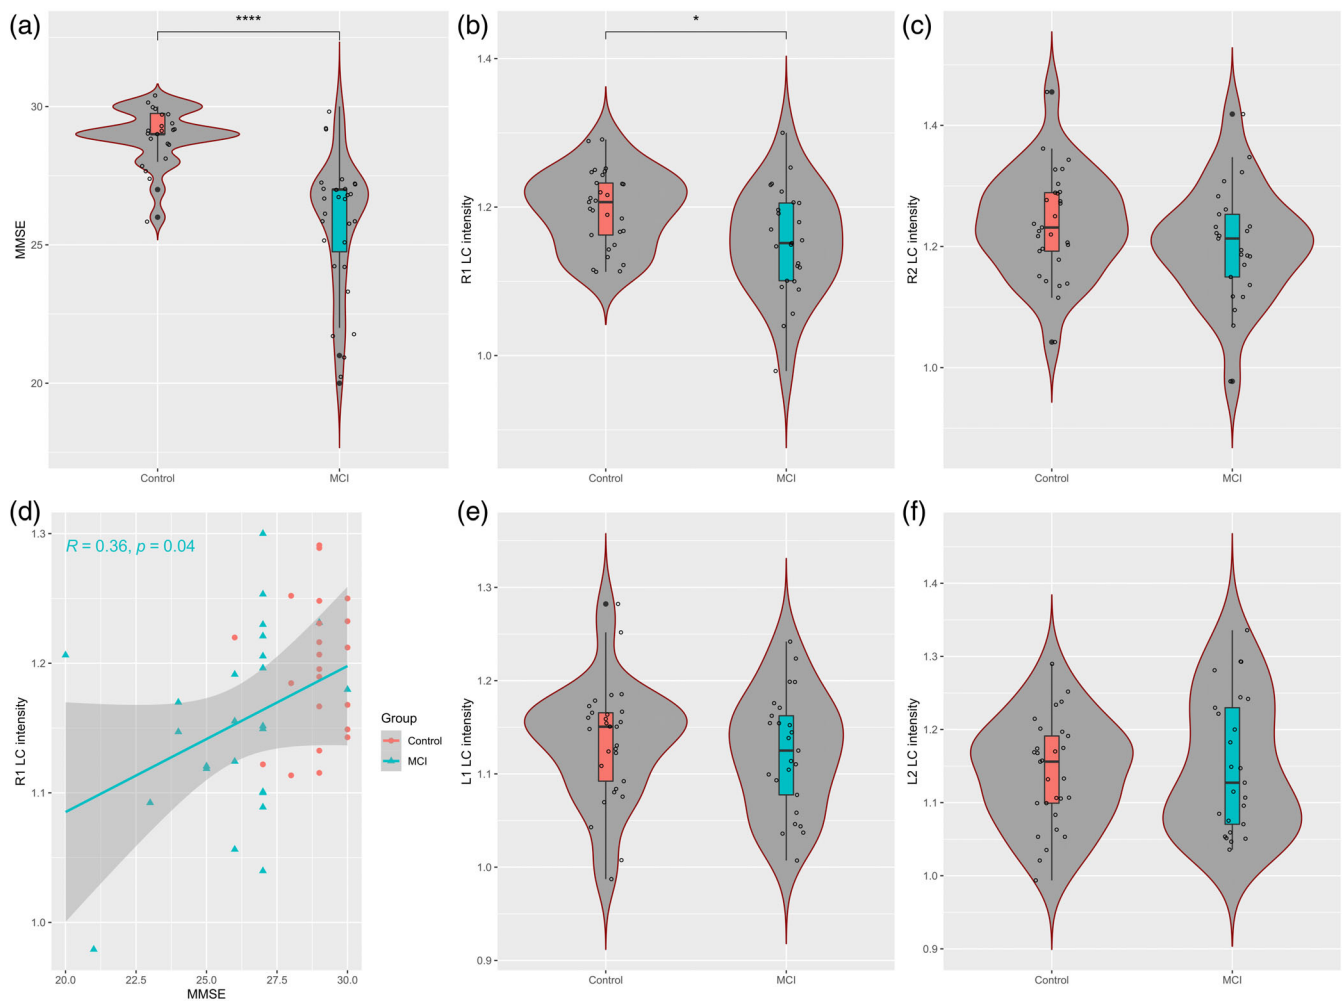 (a)
****
MMSE
30
25
20
Control
MCI
(b)
*
R1 LC intensity
1.4
1.2
1.0
Control
MCI
(c)
R2 LC intensity
1.4
1.2
1.0
Control
MCI
(d)
R = 0.36, p = 0.04
R1 LC intensity
1.3
1.2
1.1
1.0
20.0
22.5
25.0
27.5
30.0
MMSE
Group
Control
MCI
(e)
L1 LC intensity
1.3
1.2
1.1
1.0
0.9
Control
MCI
(f)
L2 LC intensity
1.4
1.3
1.2
1.1
1.0
0.9
Control
MCI